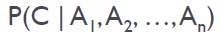 P(C | A₁,A₂, …,Aₙ)